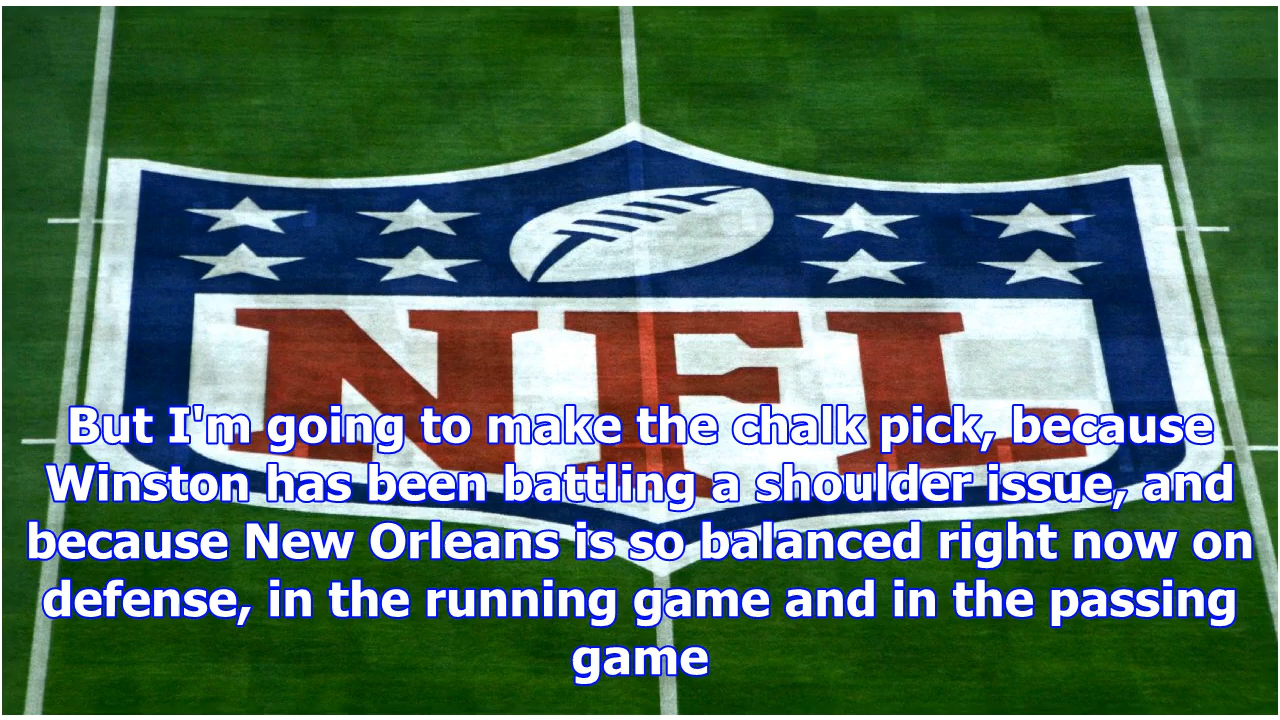 NFL
But I'm going to make the chalk pick, because
Winston has been battling a shoulder issue, and
because New Orleans is so balanced right now on
defense, in the running game and in the passing
game